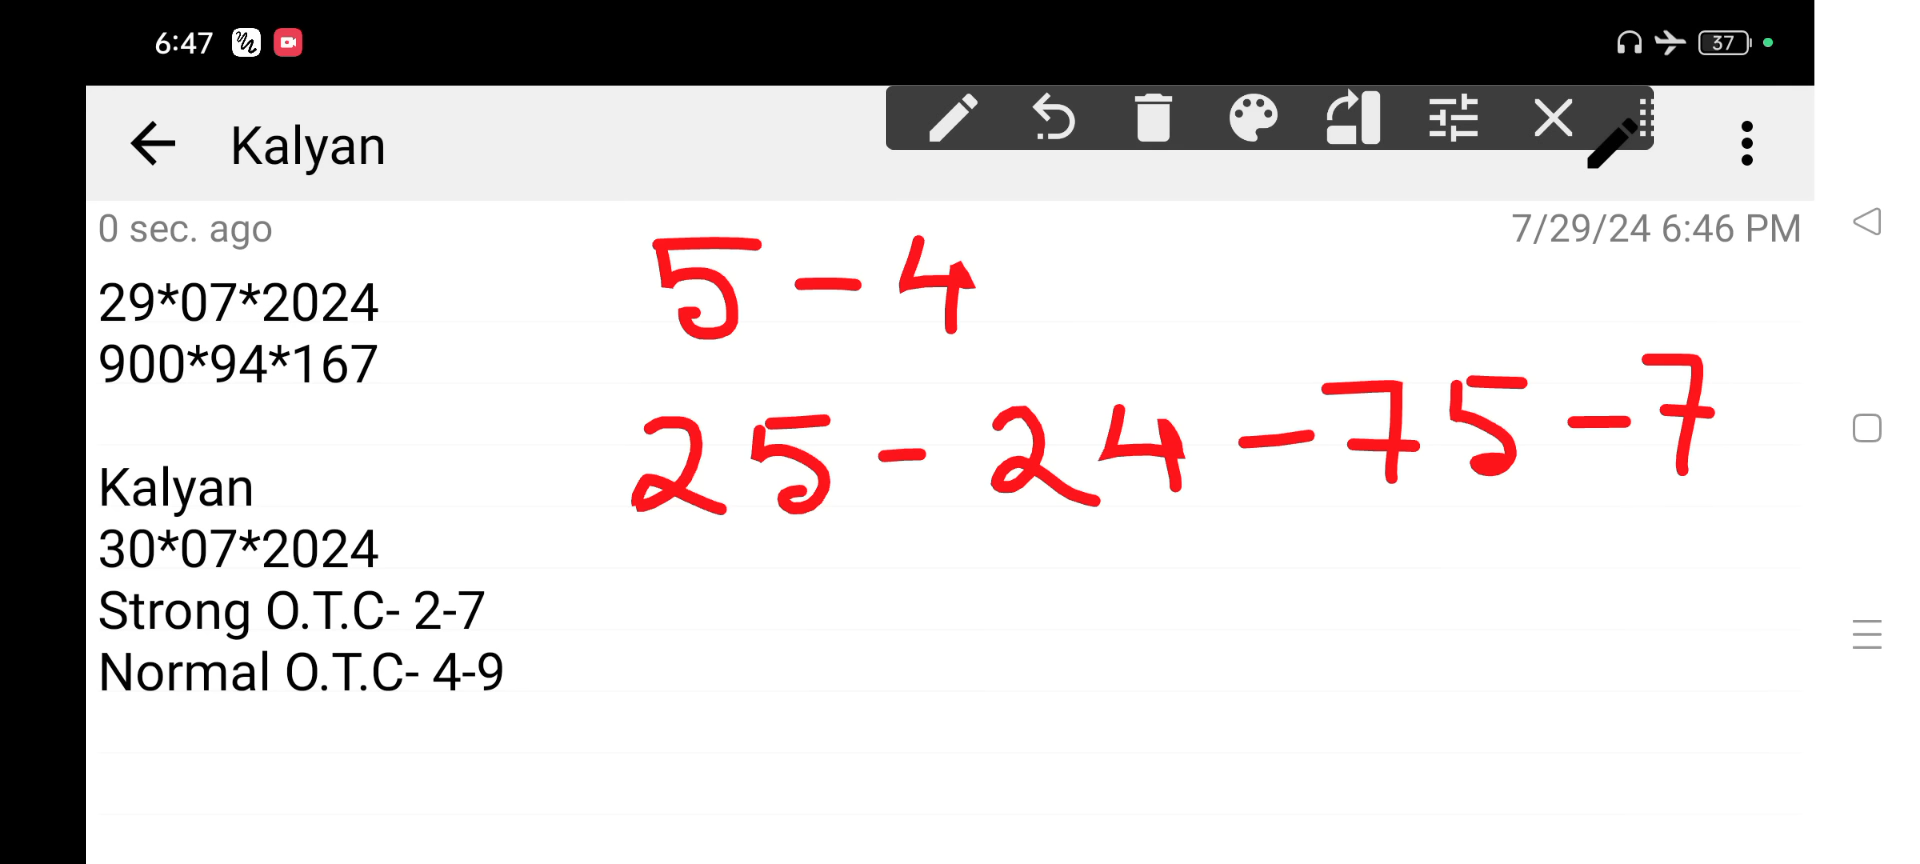 6:47
37
Kalyan
0 sec. ago
7/29/24 6:46 PM
29*07*2024
900*94*167
5-4
25-24-75-7
Kalyan
30*07*2024
Strong O.T.C- 2-7
Normal O.T.C- 4-9